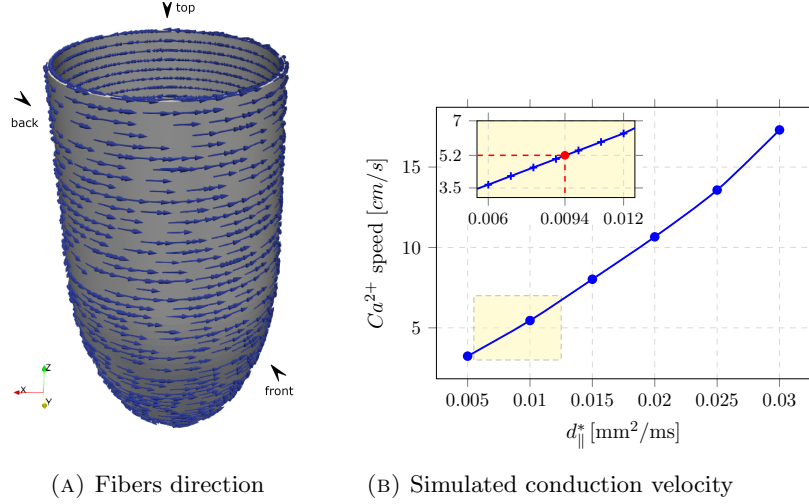 top
back
front
X
Z
Y
(A) Fibers direction
Ca²⁺ speed [cm/s]
15
10
5
7
5.2
3.5
0.006 0.0094 0.012
0.005 0.01 0.015 0.02 0.025 0.03
d*∥ [mm²/ms]
(B) Simulated conduction velocity